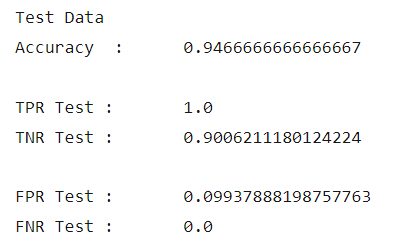 Test Data
Accuracy : 0.9466666666666667
TPR Test : 1.0
TNR Test : 0.9006211180124224
FPR Test : 0.09937888198757763
FNR Test : 0.0